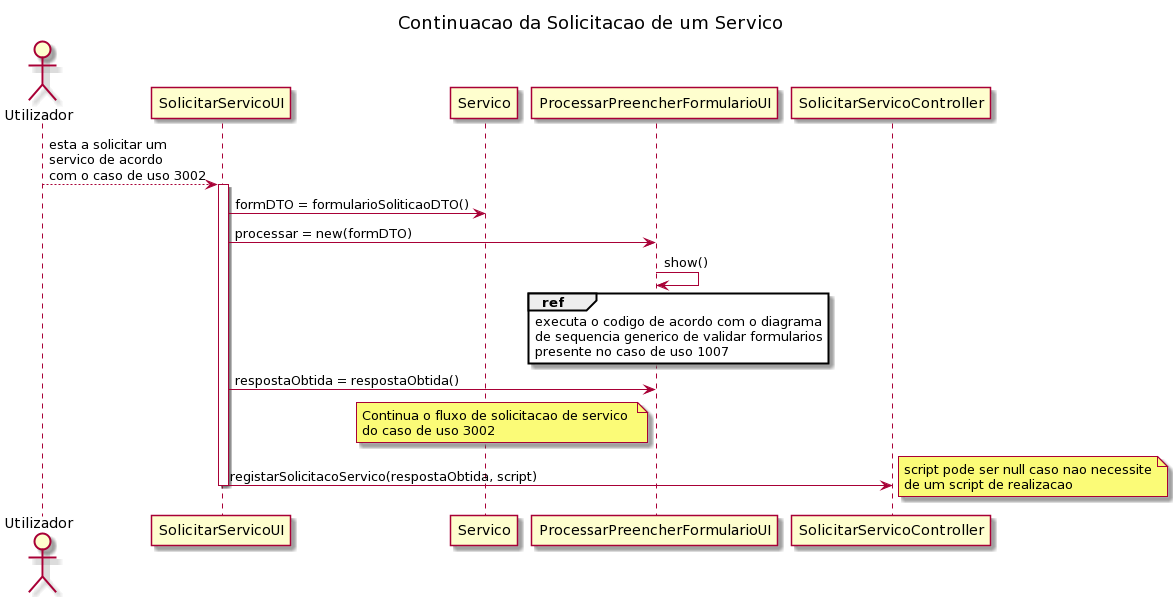 Continuacao da Solicitacao de um Servico
Utilizador
SolicitarServicoUI
Servico
ProcessarPreencherFormularioUI
SolicitarServicoController
esta a solicitar um
servico de acordo
com o caso de uso 3002
formDTO = formularioSoliticaoDTO()
processar = new(formDTO)
show()
ref
executa o codigo de acordo com o diagrama
de sequencia generico de validar formularios
presente no caso de uso 1007
respostaObtida = respostaObtida()
Continua o fluxo de solicitacao de servico
do caso de uso 3002
registarSolicitacoServico(respostaObtida, script)
script pode ser null caso nao necessite
de um script de realizacao
Utilizador
SolicitarServicoUI
Servico
ProcessarPreencherFormularioUI
SolicitarServicoController